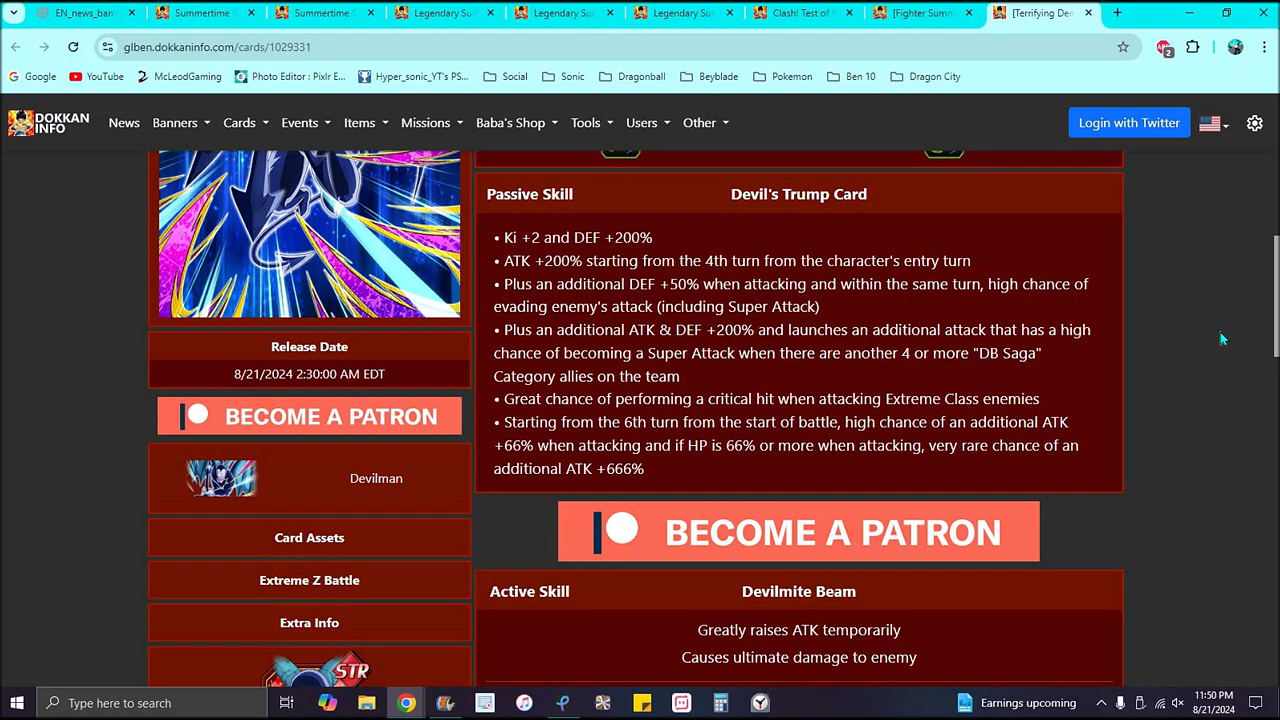 EN_news_bann
Summertime
Summertime S
Legendary Sur
Legendary Su
Legendary Su
Clash! Test of
[Fighter Summ
[Terrifying Der
glben.dokkaninfo.com/cards/1029331
2
Google
YouTube
McLeodGaming
Photo Editor : Pixlr E...
Hyper_sonic_YT's PS...
Social
Sonic
Dragonball
Beyblade
Pokemon
Ben 10
Dragon City
DOKKAN
INFO
News
Banners
Cards
Events
Items
Missions
Baba's Shop
Tools
Users
Other
Login with Twitter
Passive Skill
Devil's Trump Card
• Ki +2 and DEF +200%
• ATK +200% starting from the 4th turn from the character's entry turn
• Plus an additional DEF +50% when attacking and within the same turn, high chance of
evading enemy's attack (including Super Attack)
• Plus an additional ATK & DEF +200% and launches an additional attack that has a high
chance of becoming a Super Attack when there are another 4 or more "DB Saga"
Category allies on the team
• Great chance of performing a critical hit when attacking Extreme Class enemies
• Starting from the 6th turn from the start of battle, high chance of an additional ATK
+66% when attacking and if HP is 66% or more when attacking, very rare chance of an
additional ATK +666%
Release Date
8/21/2024 2:30:00 AM EDT
BECOME A PATRON
Devilman
Card Assets
Extreme Z Battle
Extra Info
STR
BECOME A PATRON
Active Skill
Devilmite Beam
Greatly raises ATK temporarily
Causes ultimate damage to enemy
Type here to search
Earnings upcoming
11:50 PM
8/21/2024